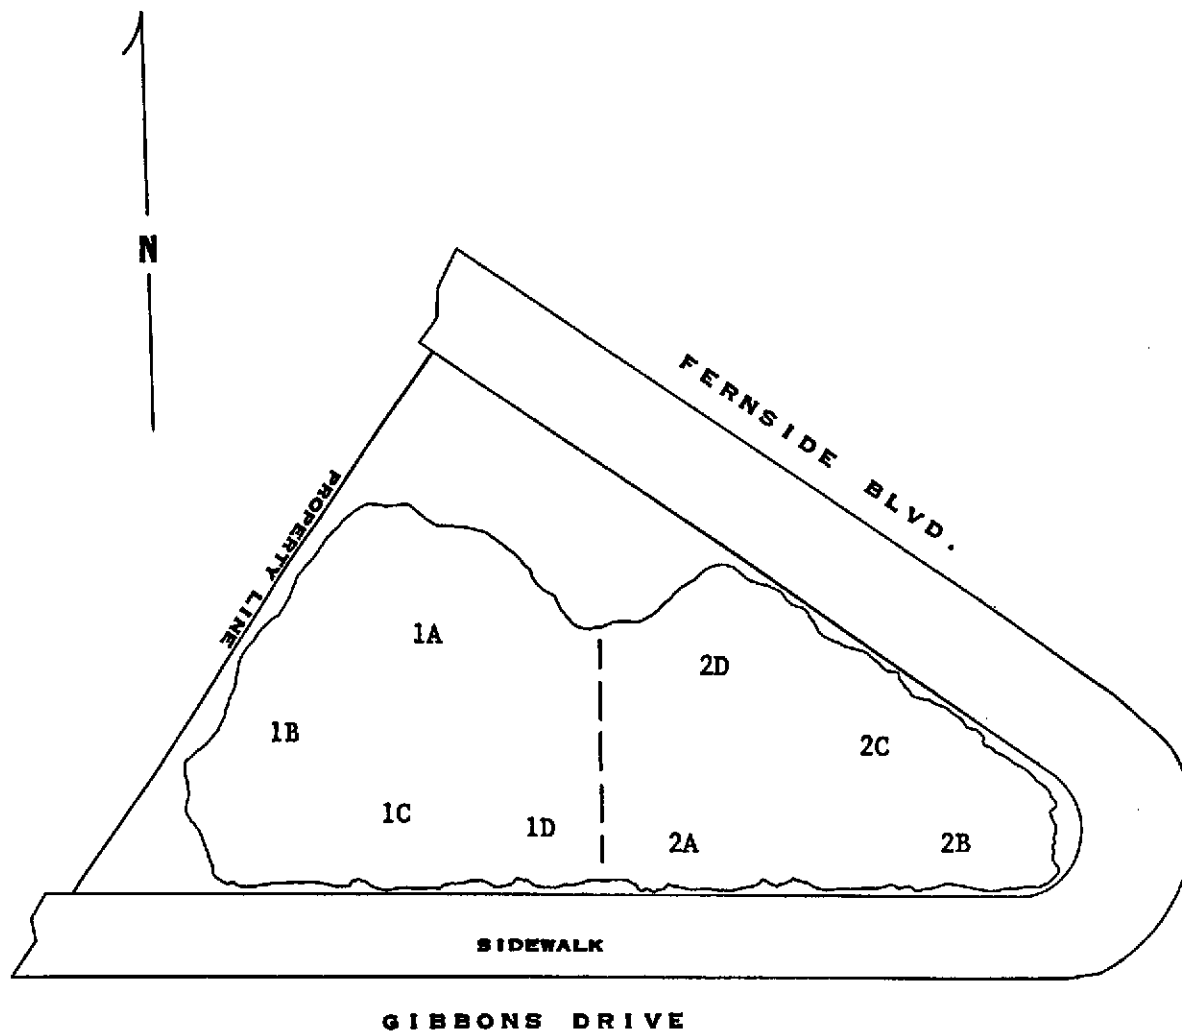 N
FERNSIDE BLVD.
PROPERTY LINE
1A
2D
1B
2C
1C
1D
2A
2B
SIDEWALK
GIBBONS DRIVE